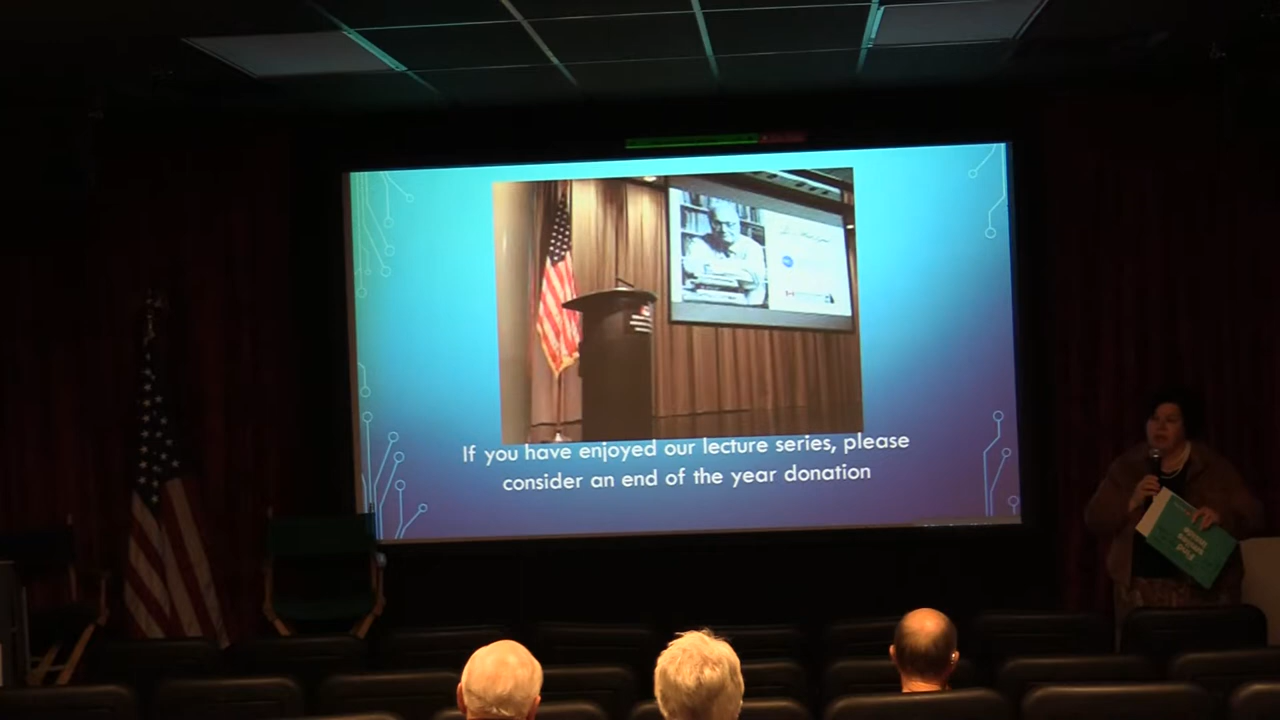 If you have enjoyed our lecture series, please
consider an end of the year donation